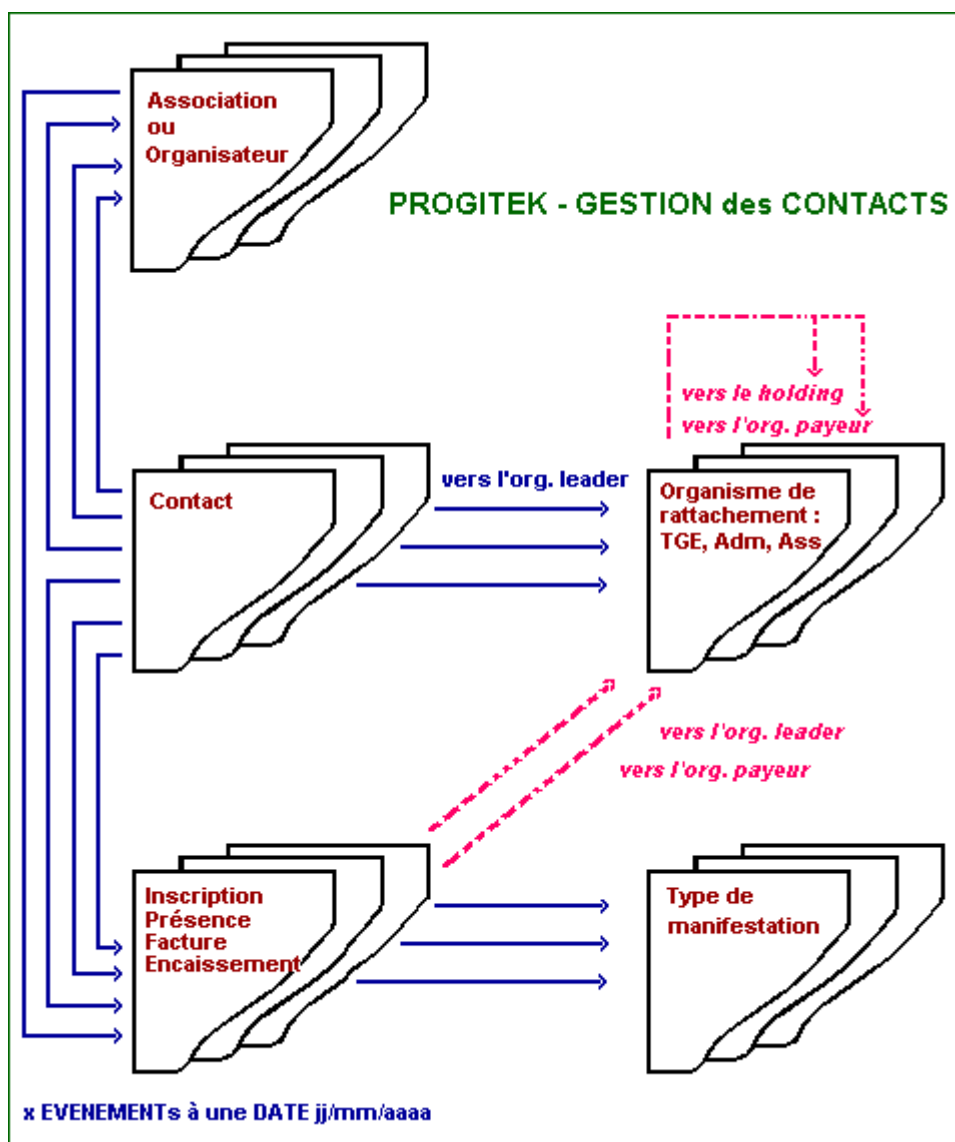 Association
ou
Organisateur
PROGITEK - GESTION des CONTACTS
vers le holding
vers l'org. payeur
Contact
vers l'org. leader
Organisme de
rattachement :
TGE, Adm, Ass
vers l'org. leader
vers l'org. payeur
Inscription
Présence
Facture
Encaissement
Type de
manifestation
x EVENEMENTs à une DATE jj/mm/aaaa